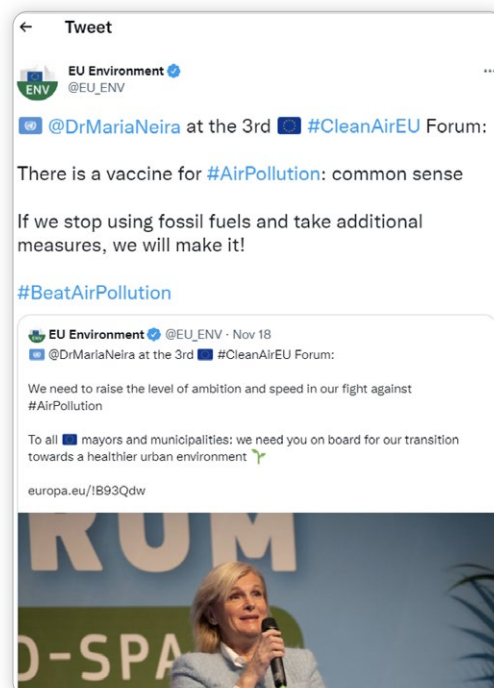 ← Tweet
EU Environment
@EU_ENV
ENV
🇺🇳 @DrMariaNeira at the 3rd 🇪🇺 #CleanAirEU Forum:
There is a vaccine for #AirPollution: common sense
If we stop using fossil fuels and take additional
measures, we will make it!
#BeatAirPollution
EU Environment @EU_ENV · Nov 18
🇺🇳 @DrMariaNeira at the 3rd 🇪🇺 #CleanAirEU Forum:
We need to raise the level of ambition and speed in our fight against
#AirPollution
To all 🇪🇺 mayors and municipalities: we need you on board for our transition
towards a healthier urban environment 🌱
europa.eu/!B93Qdw
RUM
O-SPA